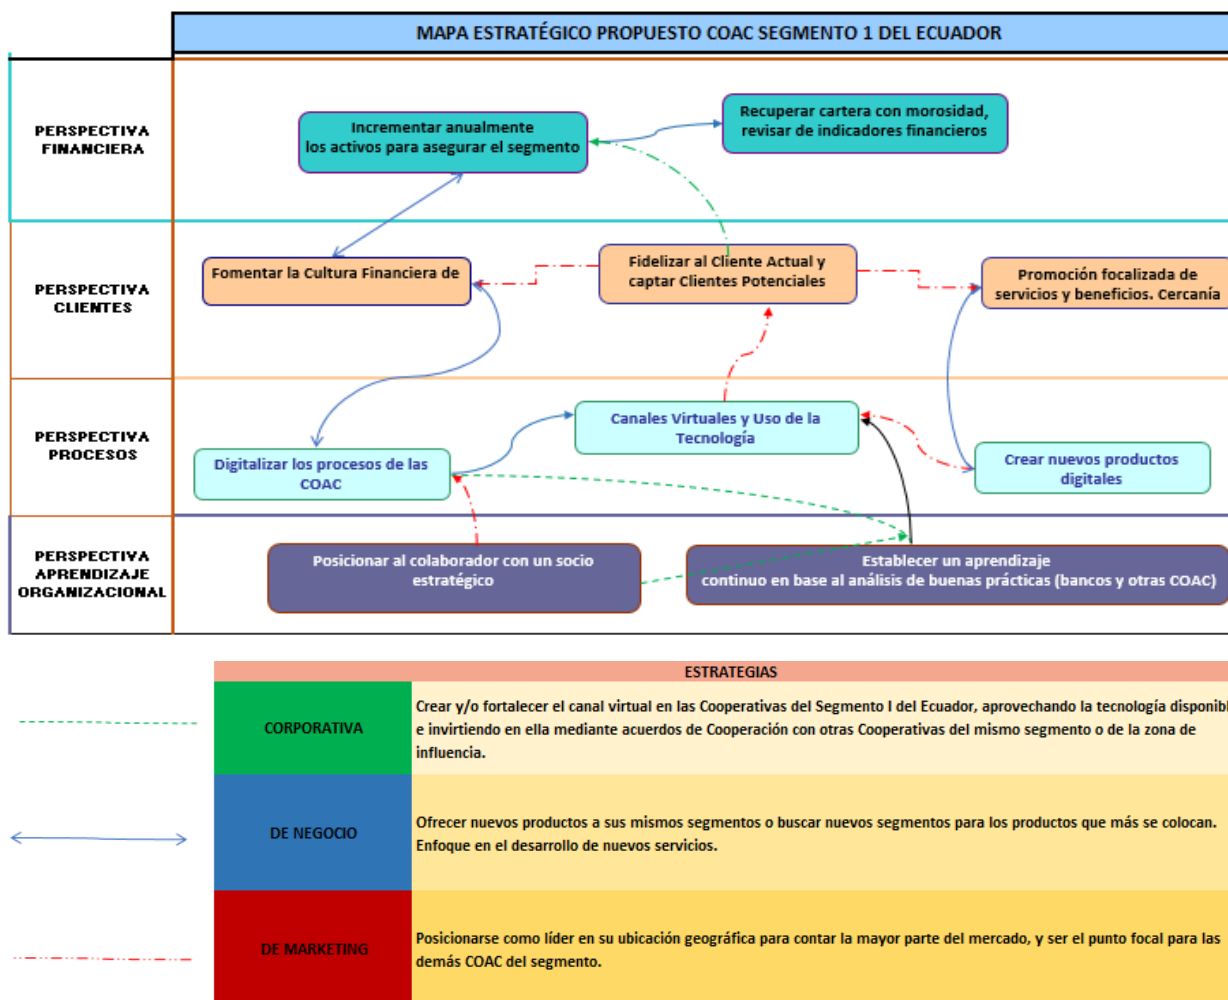 MAPA ESTRATÉGICO PROPUESTO COAC SEGMENTO 1 DEL ECUADOR
PERSPECTIVA
FINANCIERA
Incrementar anualmente
los activos para asegurar el segmento
Recuperar cartera con morosidad,
revisar de indicadores financieros
PERSPECTIVA
CLIENTES
Fomentar la Cultura Financiera de
Fidelizar al Cliente Actual y
captar Clientes Potenciales
Promoción focalizada de
servicios y beneficios. Cercanía
PERSPECTIVA
PROCESOS
Digitalizar los procesos de las
COAC
Canales Virtuales y Uso de la
Tecnología
Crear nuevos productos
digitales
PERSPECTIVA
APRENDIZAJE
ORGANIZACIONAL
Posicionar al colaborador con un socio
estratégico
Establecer un aprendizaje
continuo en base al análisis de buenas prácticas (bancos y otras COAC)
ESTRATEGIAS
CORPORATIVA
Crear y/o fortalecer el canal virtual en las Cooperativas del Segmento I del Ecuador, aprovechando la tecnología disponibl
e invirtiendo en ella mediante acuerdos de Cooperación con otras Cooperativas del mismo segmento o de la zona de
influencia.
DE NEGOCIO
Ofrecer nuevos productos a sus mismos segmentos o buscar nuevos segmentos para los productos que más se colocan.
Enfoque en el desarrollo de nuevos servicios.
DE MARKETING
Posicionarse como líder en su ubicación geográfica para contar la mayor parte del mercado, y ser el punto focal para las
demás COAC del segmento.